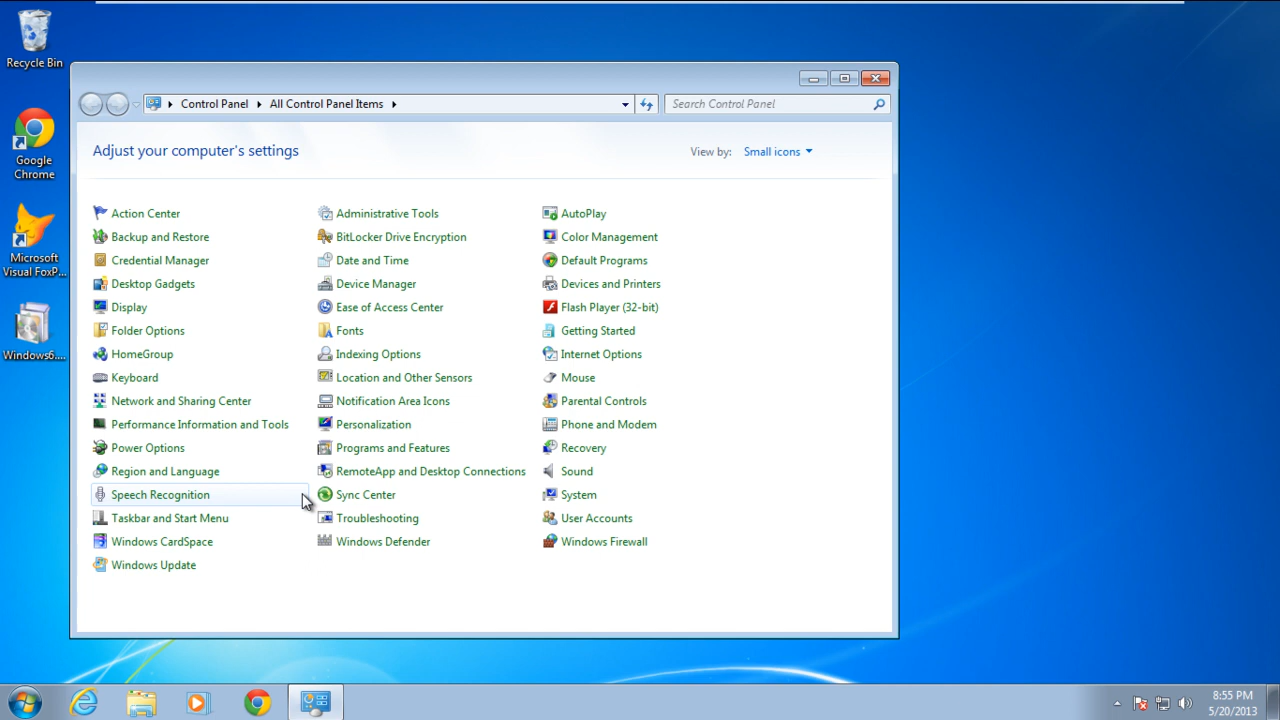 Recycle Bin
Google
Chrome
Microsoft
Visual FoxP...
Windows6....
Control Panel
All Control Panel Items
Search Control Panel
Adjust your computer's settings
View by: Small icons
Action Center
Administrative Tools
AutoPlay
Backup and Restore
BitLocker Drive Encryption
Color Management
Credential Manager
Date and Time
Default Programs
Desktop Gadgets
Device Manager
Devices and Printers
Display
Ease of Access Center
Flash Player (32-bit)
Folder Options
Fonts
Getting Started
HomeGroup
Indexing Options
Internet Options
Keyboard
Location and Other Sensors
Mouse
Network and Sharing Center
Notification Area Icons
Parental Controls
Performance Information and Tools
Personalization
Phone and Modem
Power Options
Programs and Features
Recovery
Region and Language
RemoteApp and Desktop Connections
Sound
Speech Recognition
Sync Center
System
Taskbar and Start Menu
Troubleshooting
User Accounts
Windows CardSpace
Windows Defender
Windows Firewall
Windows Update
8:55 PM
5/20/2013